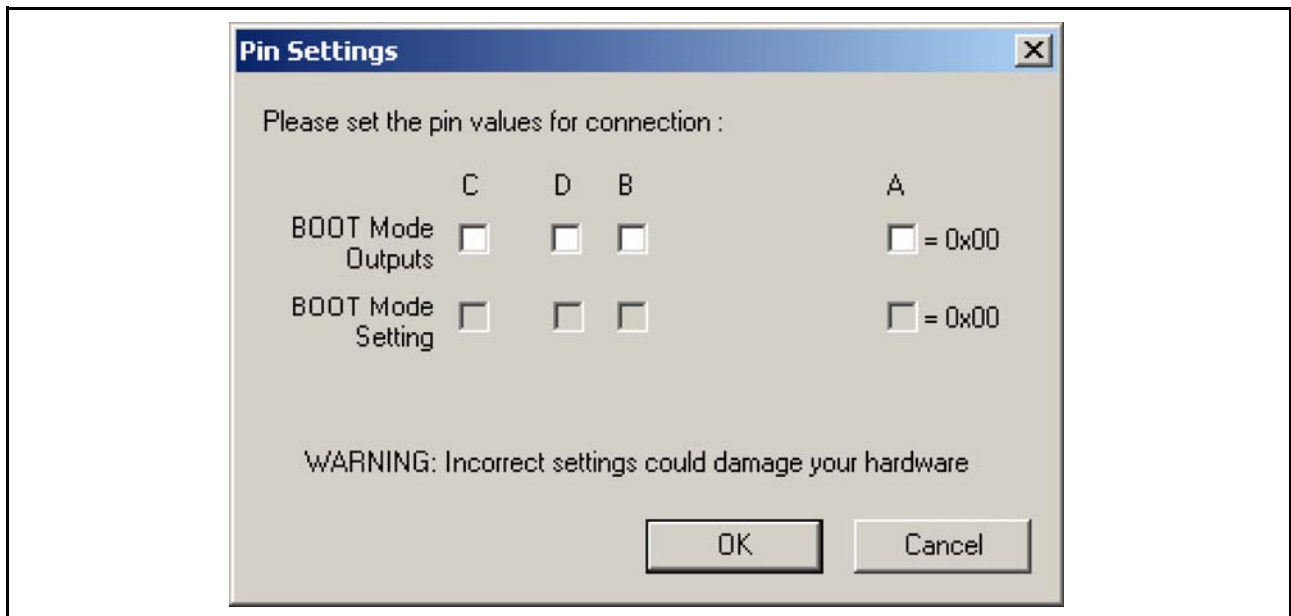 Pin Settings
Please set the pin values for connection :
C D B A
BOOT Mode
Outputs
= 0x00
BOOT Mode
Setting
= 0x00
WARNING: Incorrect settings could damage your hardware
OK Cancel